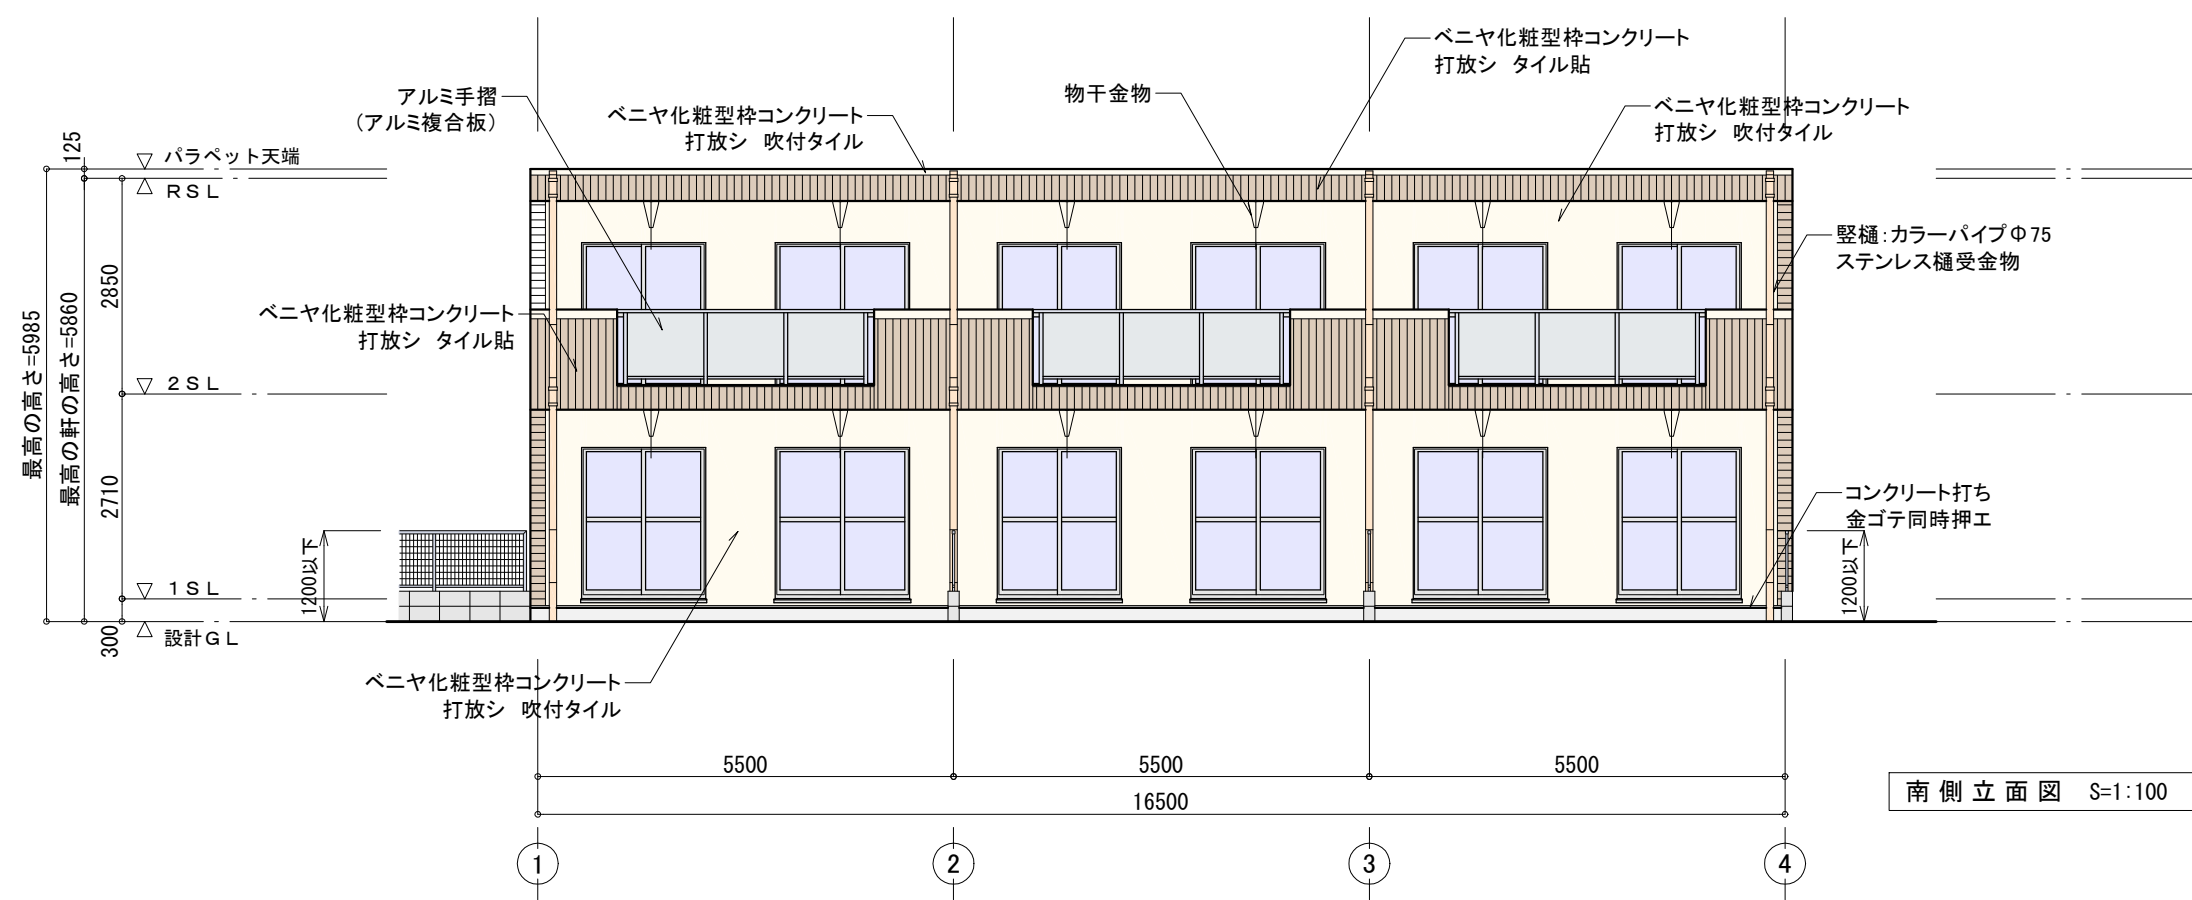 ベニヤ化粧型枠コンクリート
打放シ タイル貼
アルミ手摺
(アルミ複合板)
ベニヤ化粧型枠コンクリート
打放シ 吹付タイル
物干金物
ベニヤ化粧型枠コンクリート
打放シ 吹付タイル
125
パラペット天端
RSL
竪樋:カラーパイプΦ75
ステンレス樋受金物
2850
最高の高さ=5985
最高の軒の高さ=5860
ベニヤ化粧型枠コンクリート
打放シ タイル貼
2SL
2710
コンクリート打ち
金ゴテ同時押エ
1200以下
1200以下
1SL
設計GL
300
ベニヤ化粧型枠コンクリート
打放シ 吹付タイル
5500
5500
5500
16500
南側立面図 S=1:100
1
2
3
4